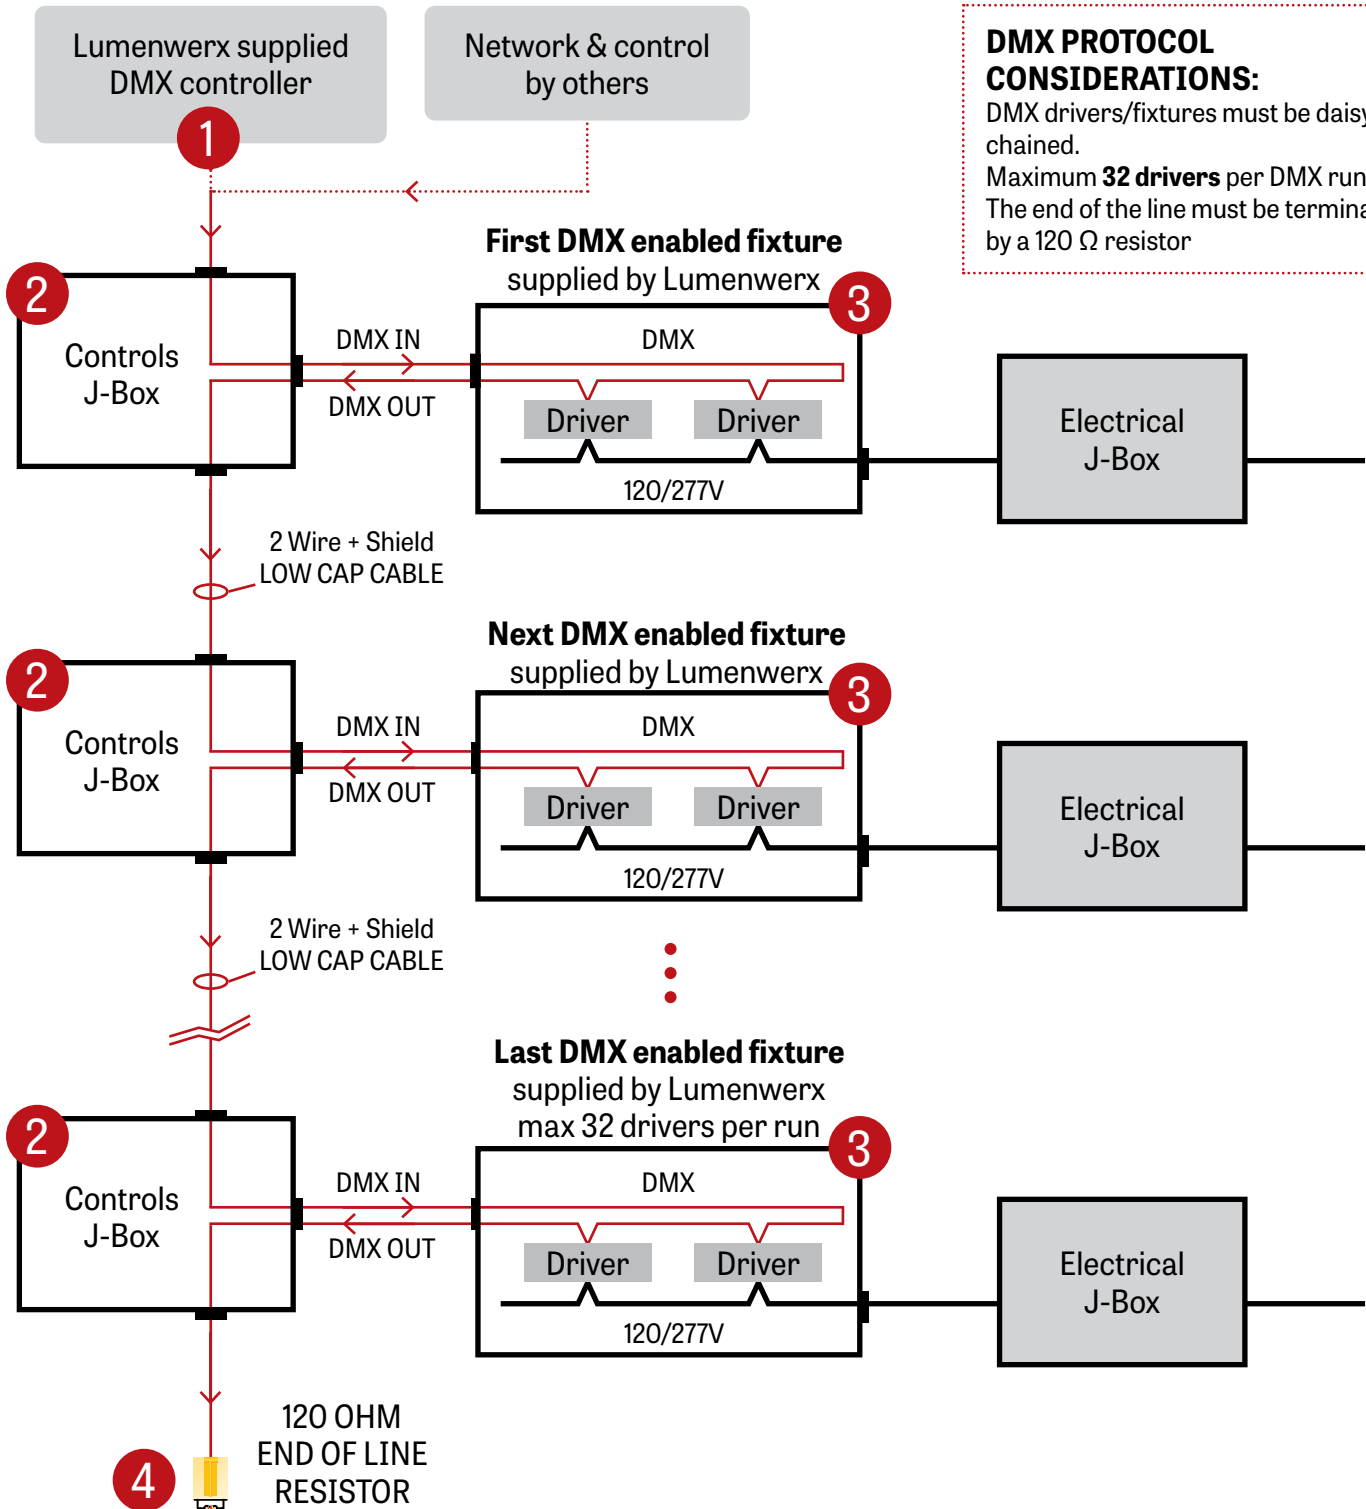 Lumenwerx supplied
DMX controller
1
Network & control
by others
DMX PROTOCOL
CONSIDERATIONS:
DMX drivers/fixtures must be daisy
chained.
Maximum 32 drivers per DMX run
The end of the line must be
by a 120 Ω resistor
First DMX enabled fixture
supplied by Lumenwerx
2
Controls
J-Box
DMX IN
DMX OUT
3
DMX
Driver
Driver
120/277V
Electrical
J-Box
2 Wire + Shield
LOW CAP CABLE
Next DMX enabled fixture
supplied by Lumenwerx
2
Controls
J-Box
DMX IN
DMX OUT
3
DMX
Driver
Driver
120/277V
Electrical
J-Box
2 Wire + Shield
LOW CAP CABLE
Last DMX enabled fixture
supplied by Lumenwerx
max 32 drivers per run
2
Controls
J-Box
DMX IN
DMX OUT
3
DMX
Driver
Driver
120/277V
Electrical
J-Box
4
120 OHM
END OF LINE
RESISTOR